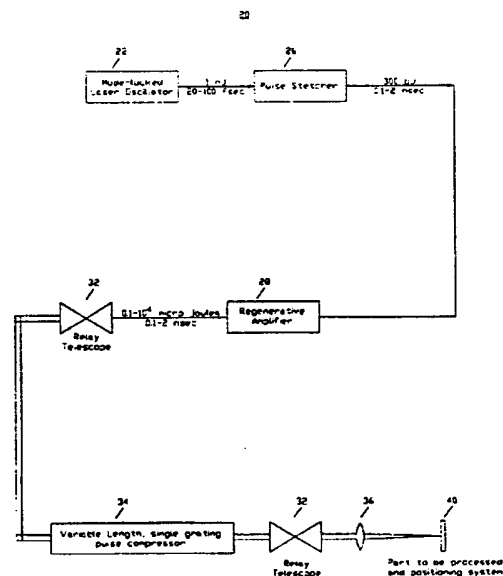 20
22
26
Mode-Locked
Laser Oscillator
1 nJ
20-100 fsec
Pulse Stetcher
300 pJ
0.1-2 nsec
32
28
Relay
Telescope
0.1-10⁴ micro Joules
0.1-2 nsec
Regenerative
Amplifier
34
32
36
40
Variable Length, single grating
pulse compressor
Relay
Telescope
Part to be processed
and positioning system